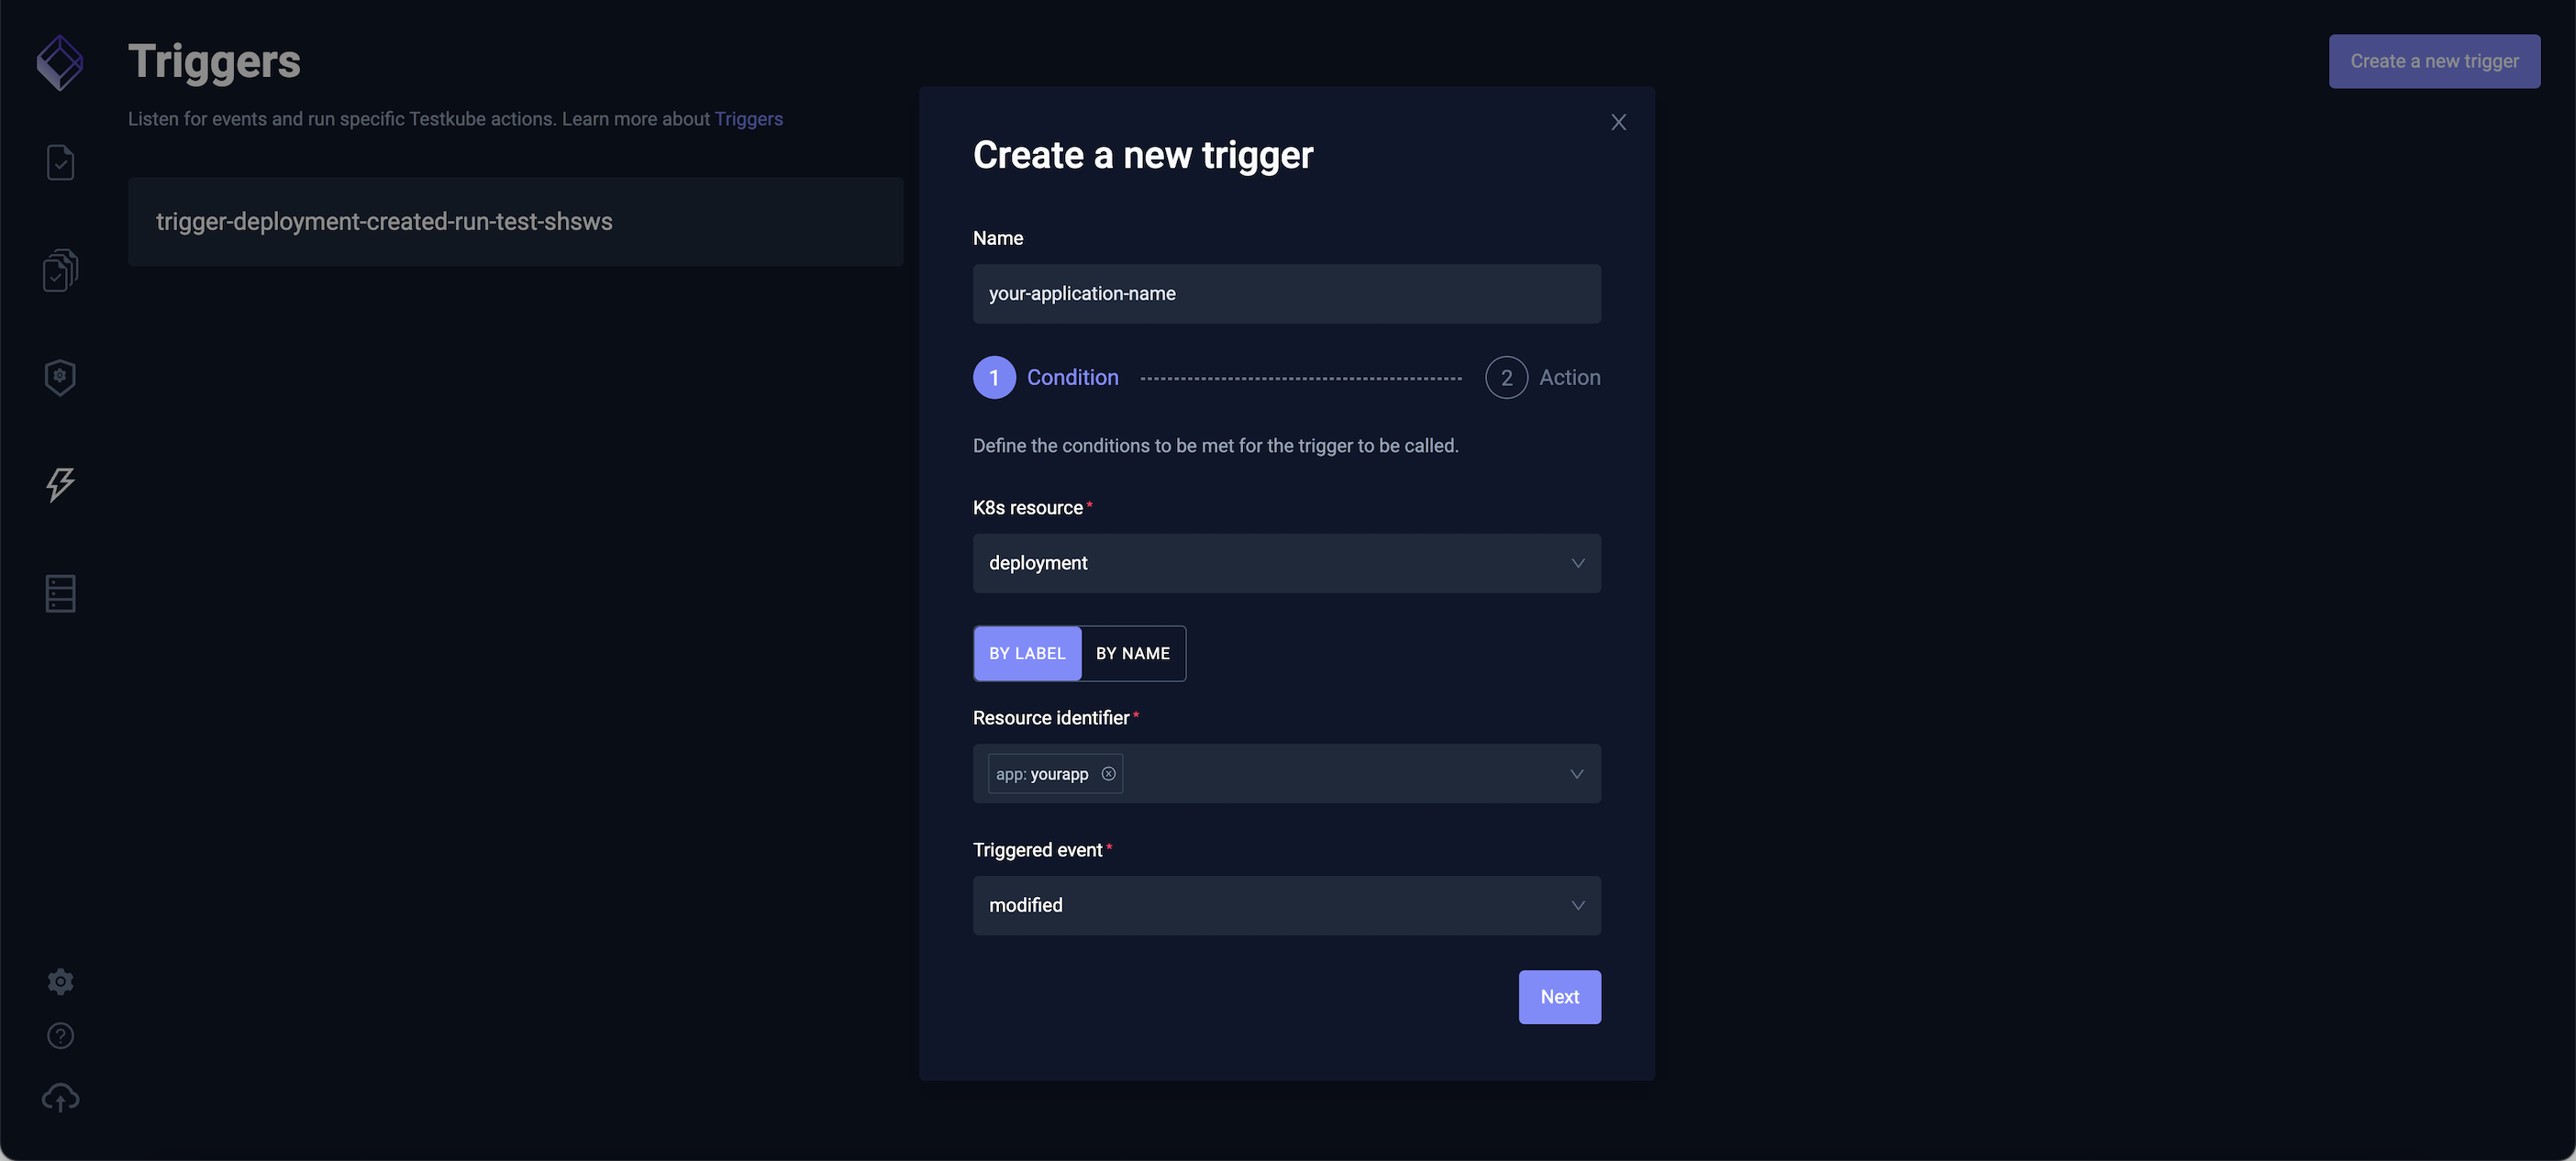 Triggers
Create a new trigger
Listen for events and run specific Testkube actions. Learn more about Triggers
trigger-deployment-created-run-test-shsws
Create a new trigger
Name
your-application-name
1 Condition
2 Action
Define the conditions to be met for the trigger to be called.
K8s resource*
deployment
BY LABEL BY NAME
Resource identifier*
app: yourapp
Triggered event*
modified
Next